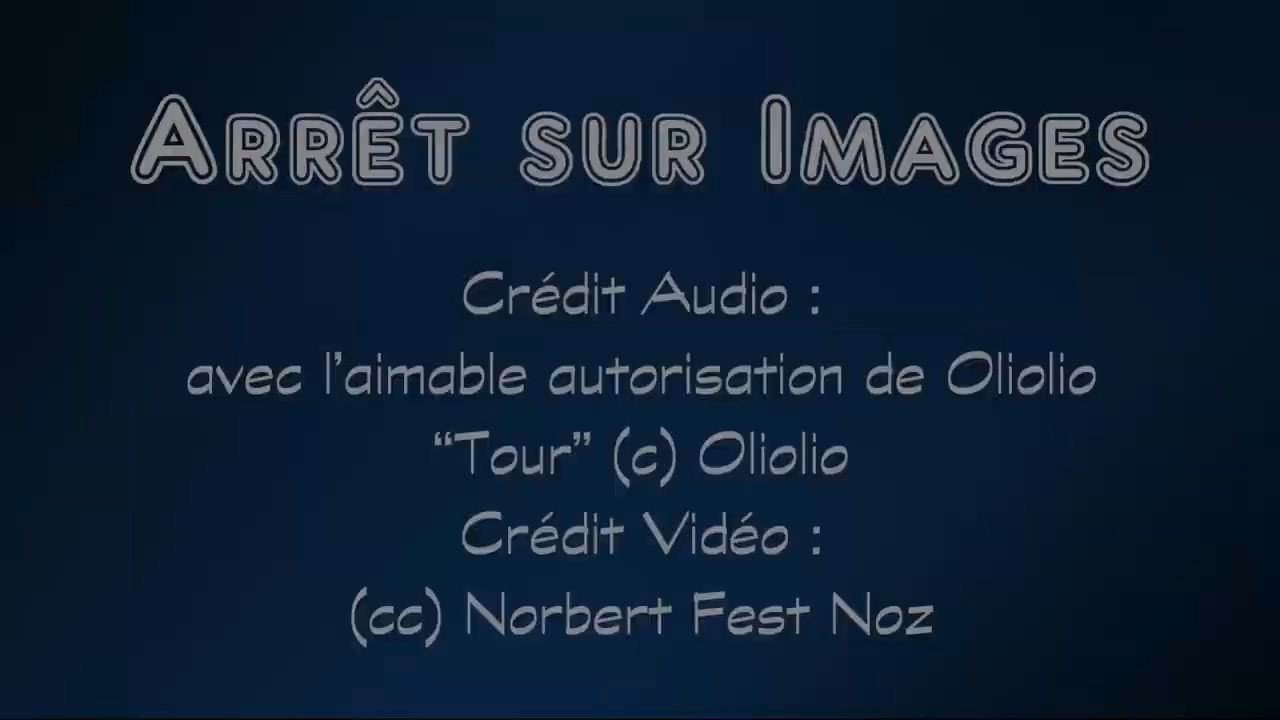 Arrêt sur Images
Crédit Audio :
avec l’aimable autorisation de Oliolio
“Tour” (c) Oliolio
Crédit Vidéo :
(cc) Norbert Fest Noz